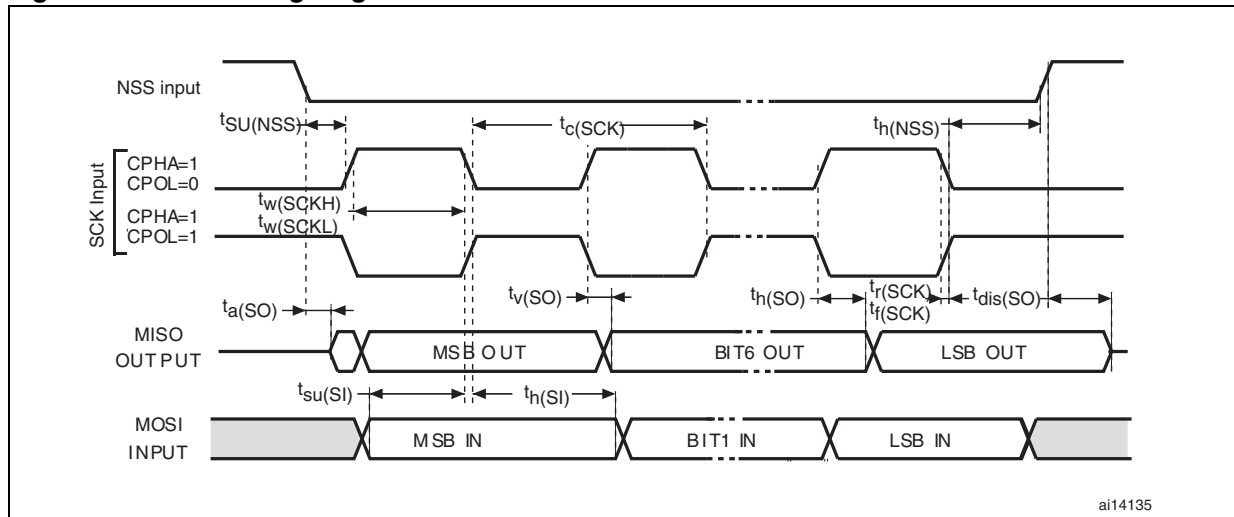 NSS input
tSU(NSS)
tc(SCK)
th(NSS)
SCK Input
CPHA=1
CPOL=0
tw(SCKH)
tw(SCKL)
CPHA=1
CPOL=1
ta(SO)
tv(SO)
th(SO)
tr(SCK)
tf(SCK)
tdis(SO)
MISO
OUTPUT
MSB OUT
BIT6 OUT
LSB OUT
tsu(SI)
th(SI)
MOSI
INPUT
MSB IN
BIT1 IN
LSB IN
ai14135